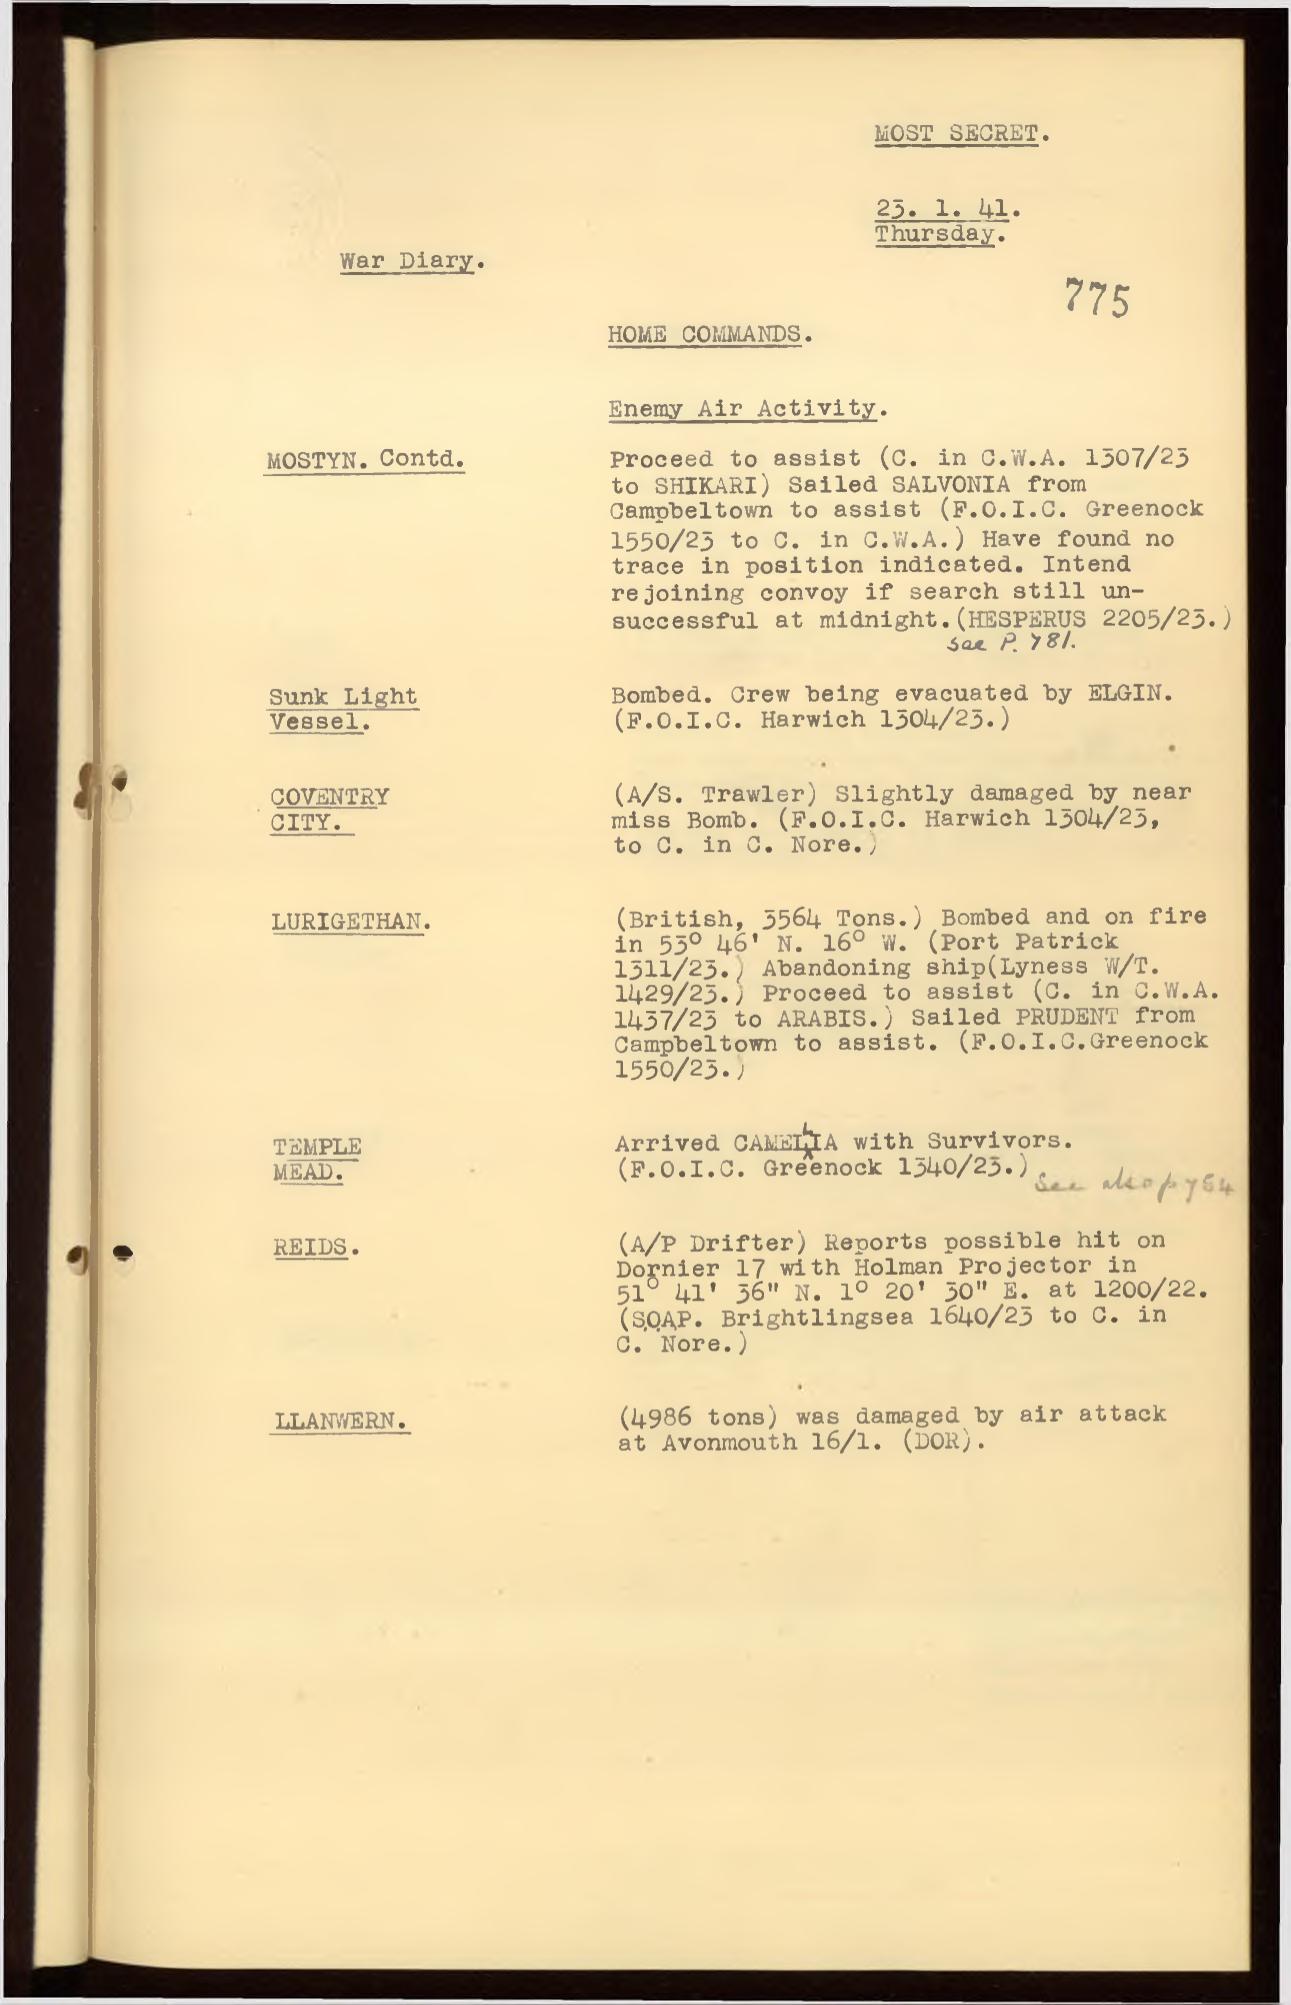 MOST SECRET.
23. 1. 41.
Thursday.
War Diary.
775
HOME COMMANDS.
Enemy Air Activity.
MOSTYN. Contd.
Proceed to assist (C. in C.W.A. 1307/23
to SHIKARI) Sailed SALVONIA from
Campbeltown to assist (F.O.I.C. Greenock
1550/23 to C. in C.W.A.) Have found no
trace in position indicated. Intend
rejoining convoy if search still un-
successful at midnight.(HESPERUS 2205/23.)
See P. 781.
Sunk Light
Vessel.
Bombed. Crew being evacuated by ELGIN.
(F.O.I.C. Harwich 1304/23.)
COVENTRY
CITY.
(A/S. Trawler) Slightly damaged by near
miss Bomb. (F.O.I.C. Harwich 1304/23,
to C. in C. Nore.)
LURIGETHAN.
(British, 3564 Tons.) Bombed and on fire
in 53° 46' N. 16° W. (Port Patrick
1311/23.) Abandoning ship(Lyness W/T.
1429/23.) Proceed to assist (C. in C.W.A.
1437/23 to ARABIS.) Sailed PRUDENT from
Campbeltown to assist. (F.O.I.C.Greenock
1550/23.)
TEMPLE
MEAD.
Arrived CAMELLIA with Survivors.
(F.O.I.C. Greenock 1340/23.)
See also p
REIDS.
(A/P Drifter) Reports possible hit on
Dornier 17 with Holman Projector in
51° 41' 36" N. 1° 20' 30" E. at 1200/22.
(S.O.A.P. Brightlingsea 1640/23 to C. in
C. Nore.)
LLANWERN.
(4986 tons) was damaged by air attack
at Avonmouth 16/1. (DOR).